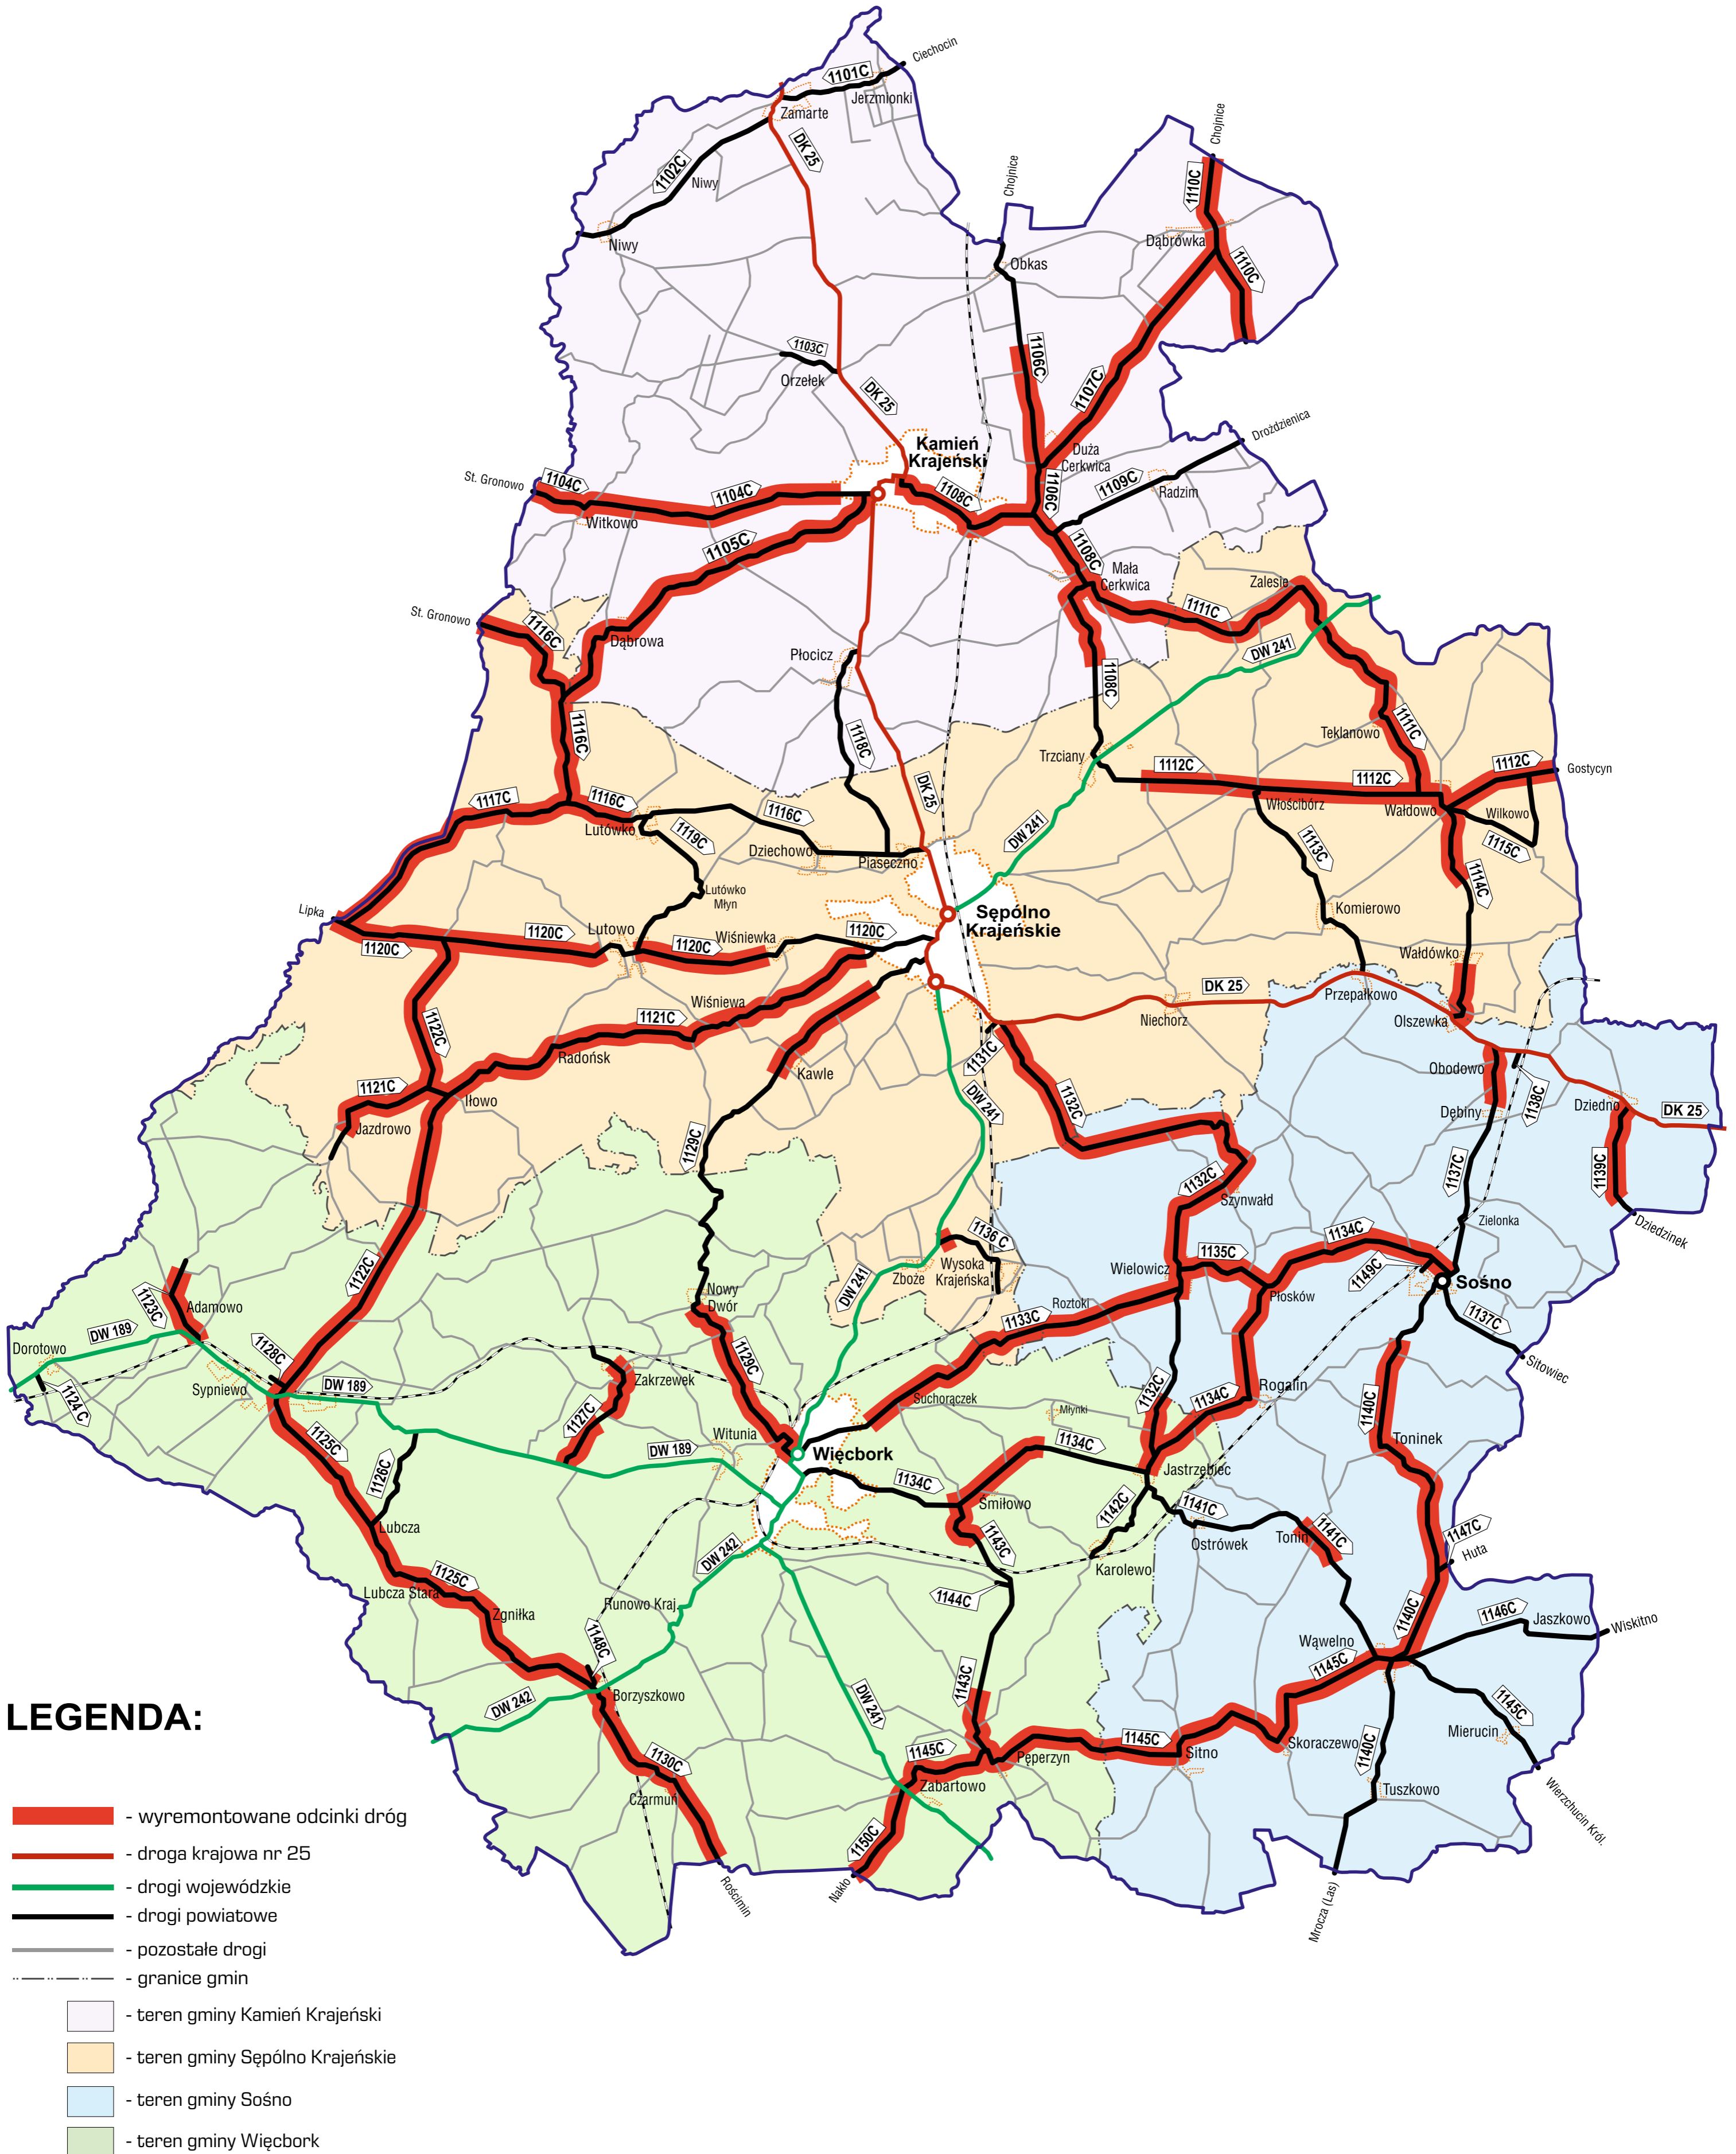 Ciechocin
1101C
Jerzmionki
Zamarte
DK 25
1102C
Niwy
Niwy
Chojnice
Chojnice
1110C
Dąbrówka
1110C
Obkas
1103C
Orzełek
1106C
1107C
DK 25
Kamień
Krajeński
Duża
Cerkwica
Drożdzienica
St. Gronowo
1104C
1104C
Witkowo
1108C
1106C
1109C
Radzim
1105C
1108C
Mała
Cerkwica
Zalesie
1111C
St. Gronowo
1116C
Dąbrowa
Płocicz
DW 241
1108C
1116C
1118C
Teklanowo
1111C
Trzciany
1112C
1112C
1112C
Gostycyn
DK 25
1117C
1116C
1116C
Lutówko
1119C
Dziechowo
Piaseczno
DW 241
Włościbórz
Wałdowo
Wilkowo
1115C
1113C
1114C
Lutówko
Młyn
Lipka
Sępólno
Krajeńskie
Komierowo
1120C
1120C
Lutowo
1120C
Wiśniewka
1120C
Wałdówko
Wiśniewa
1121C
DK 25
Niechorz
Przepałkowo
Olszewka
1122C
Radońsk
Kawle
1131C
Obodowo
1138C
1121C
Iłowo
DW 241
1132C
Dębiny
Dziedno
DK 25
Jazdrowo
1129C
1137C
1139C
1132C
Szynwałd
Zielonka
Dziedzinek
1136 C
1134C
1135C
Wysoka
Krajeńska
Zboże
Wielowicz
1149C
Sośno
1122C
DW 241
Nowy
Dwór
Roztoki
Płosków
1123C
Adamowo
1133C
1137C
DW 189
Dorotowo
1128C
1129C
Sitowiec
Zakrzewek
1124 C
Sypniewo
DW 189
Suchorączek
Rogalin
1132C
1134C
1127C
Młynki
1140C
1125C
1126C
Witunia
DW 189
Więcbork
1134C
Toninek
Jastrzębiec
1134C
Śmiłowo
1142C
1141C
Lubcza
Tonin
1141C
Ostrówek
1147C
Huta
DW 242
1143C
Karolewo
1125C
Lubcza Stara
1144C
Runowo Kraj.
Zgniłka
1140C
1146C
Jaszkowo
Wiskitno
1148C
Wąwelno
1145C
1143C
Borzyszkowo
DW 242
DW 241
1145C
Mierucin
1145C
Skoraczewo
1140C
1145C
Sitno
Pęperzyn
LEGENDA:
1130C
Czarmuń
Zabartowo
Tuszkowo
Wierzchucin Król.
1150C
Nakło
Rościmin
Mrocza (Las)
- wyremontowane odcinki dróg
- droga krajowa nr 25
- drogi wojewódzkie
- drogi powiatowe
- pozostałe drogi
- granice gmin
- teren gminy Kamień Krajeński
- teren gminy Sępólno Krajeńskie
- teren gminy Sośno
- teren gminy Więcbork